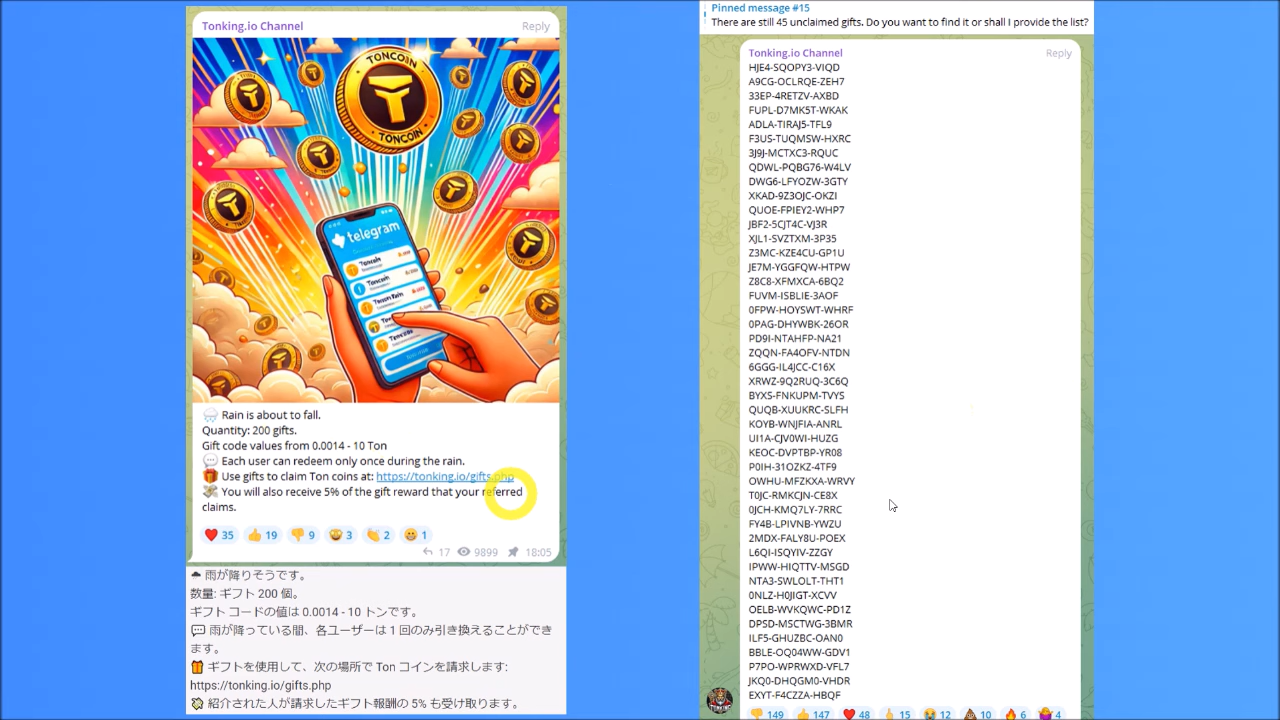 Tonking.io Channel
Reply
TONCOIN
TONCOIN
telegram
Toncoin
Toncoin
🌧 Rain is about to fall.
Quantity: 200 gifts.
Gift code values from 0.0014 - 10 Ton
💬 Each user can redeem only once during the rain.
🎁 Use gifts to claim Ton coins at: https://tonking.io/gifts.php
💸 You will also receive 5% of the gift reward that your referred
claims.
❤ 35 👍 19 👎 9 3 👏 2 😁 1
17 9899 18:05
🌧 雨が降りそうです。
数量: ギフト 200 個。
ギフト コードの値は 0.0014 - 10 トンです。
💬 雨が降っている間、各ユーザーは 1 回のみ引き換えることができ
ます。
🎁 ギフトを使用して、次の場所で Ton コインを請求します:
https://tonking.io/gifts.php
💸 紹介された人が請求したギフト報酬の 5% も受け取ります。
Pinned message #15
There are still 45 unclaimed gifts. Do you want to find it or shall I provide the list?
Tonking.io Channel
Reply
HJE4-SQOPY3-VIQD
A9CG-OCLRQE-ZEH7
33EP-4RETZV-AXBD
FUPL-D7MK5T-WKAK
ADLA-TIRAJ5-TFL9
F3US-TUQMSW-HXRC
3J9J-MCTXC3-RQUC
QDWL-PQBG76-W4LV
DWG6-LFYOZW-3GTY
XKAD-9Z3OJC-OKZI
QUOE-FPIEY2-WHP7
JBF2-5CJT4C-VJ3R
XJL1-SVZTXM-3P35
Z3MC-KZE4CU-GP1U
JE7M-YGGFQW-HTPW
Z8C8-XFMXCA-6BQ2
FUVM-ISBLIE-3AOF
0FPW-HOYSWT-WHRF
0PAG-DHYWBK-26OR
PD9I-NTAHFP-NA21
ZQQN-FA4OFV-NTDN
6GGG-IL4JCC-C16X
XRWZ-9Q2RUQ-3C6Q
BYXS-FNKUPM-TVYS
QUQB-XUUKRC-SLFH
KOYB-WNJFIA-ANRL
UI1A-CJV0WI-HUZG
KEOC-DVPTBP-YR08
P0IH-31OZKZ-4TF9
OWHU-MFZKXA-WRVY
T0JC-RMKCJN-CE8X
0JCH-KMQ7LY-7RRC
FY4B-LPIVNB-YWZU
2MDX-FALY8U-POEX
L6QI-ISQYIV-ZZGY
IPWW-HIQTTV-MSGD
NTA3-SWLOLT-THT1
0NLZ-H0JIGT-XCVV
OELB-WVKQWC-PD1Z
DPSD-MSCTWG-3BMR
ILF5-GHUZBC-OAN0
BBLE-OQ04WW-GDV1
P7PO-WPRWXD-VFL7
JKQ0-DHQGM0-VHDR
EXYT-F4CZZA-HBQF
👎 149 👍 147 ❤ 48 15 😭 12 💩 10 🔥 6 4